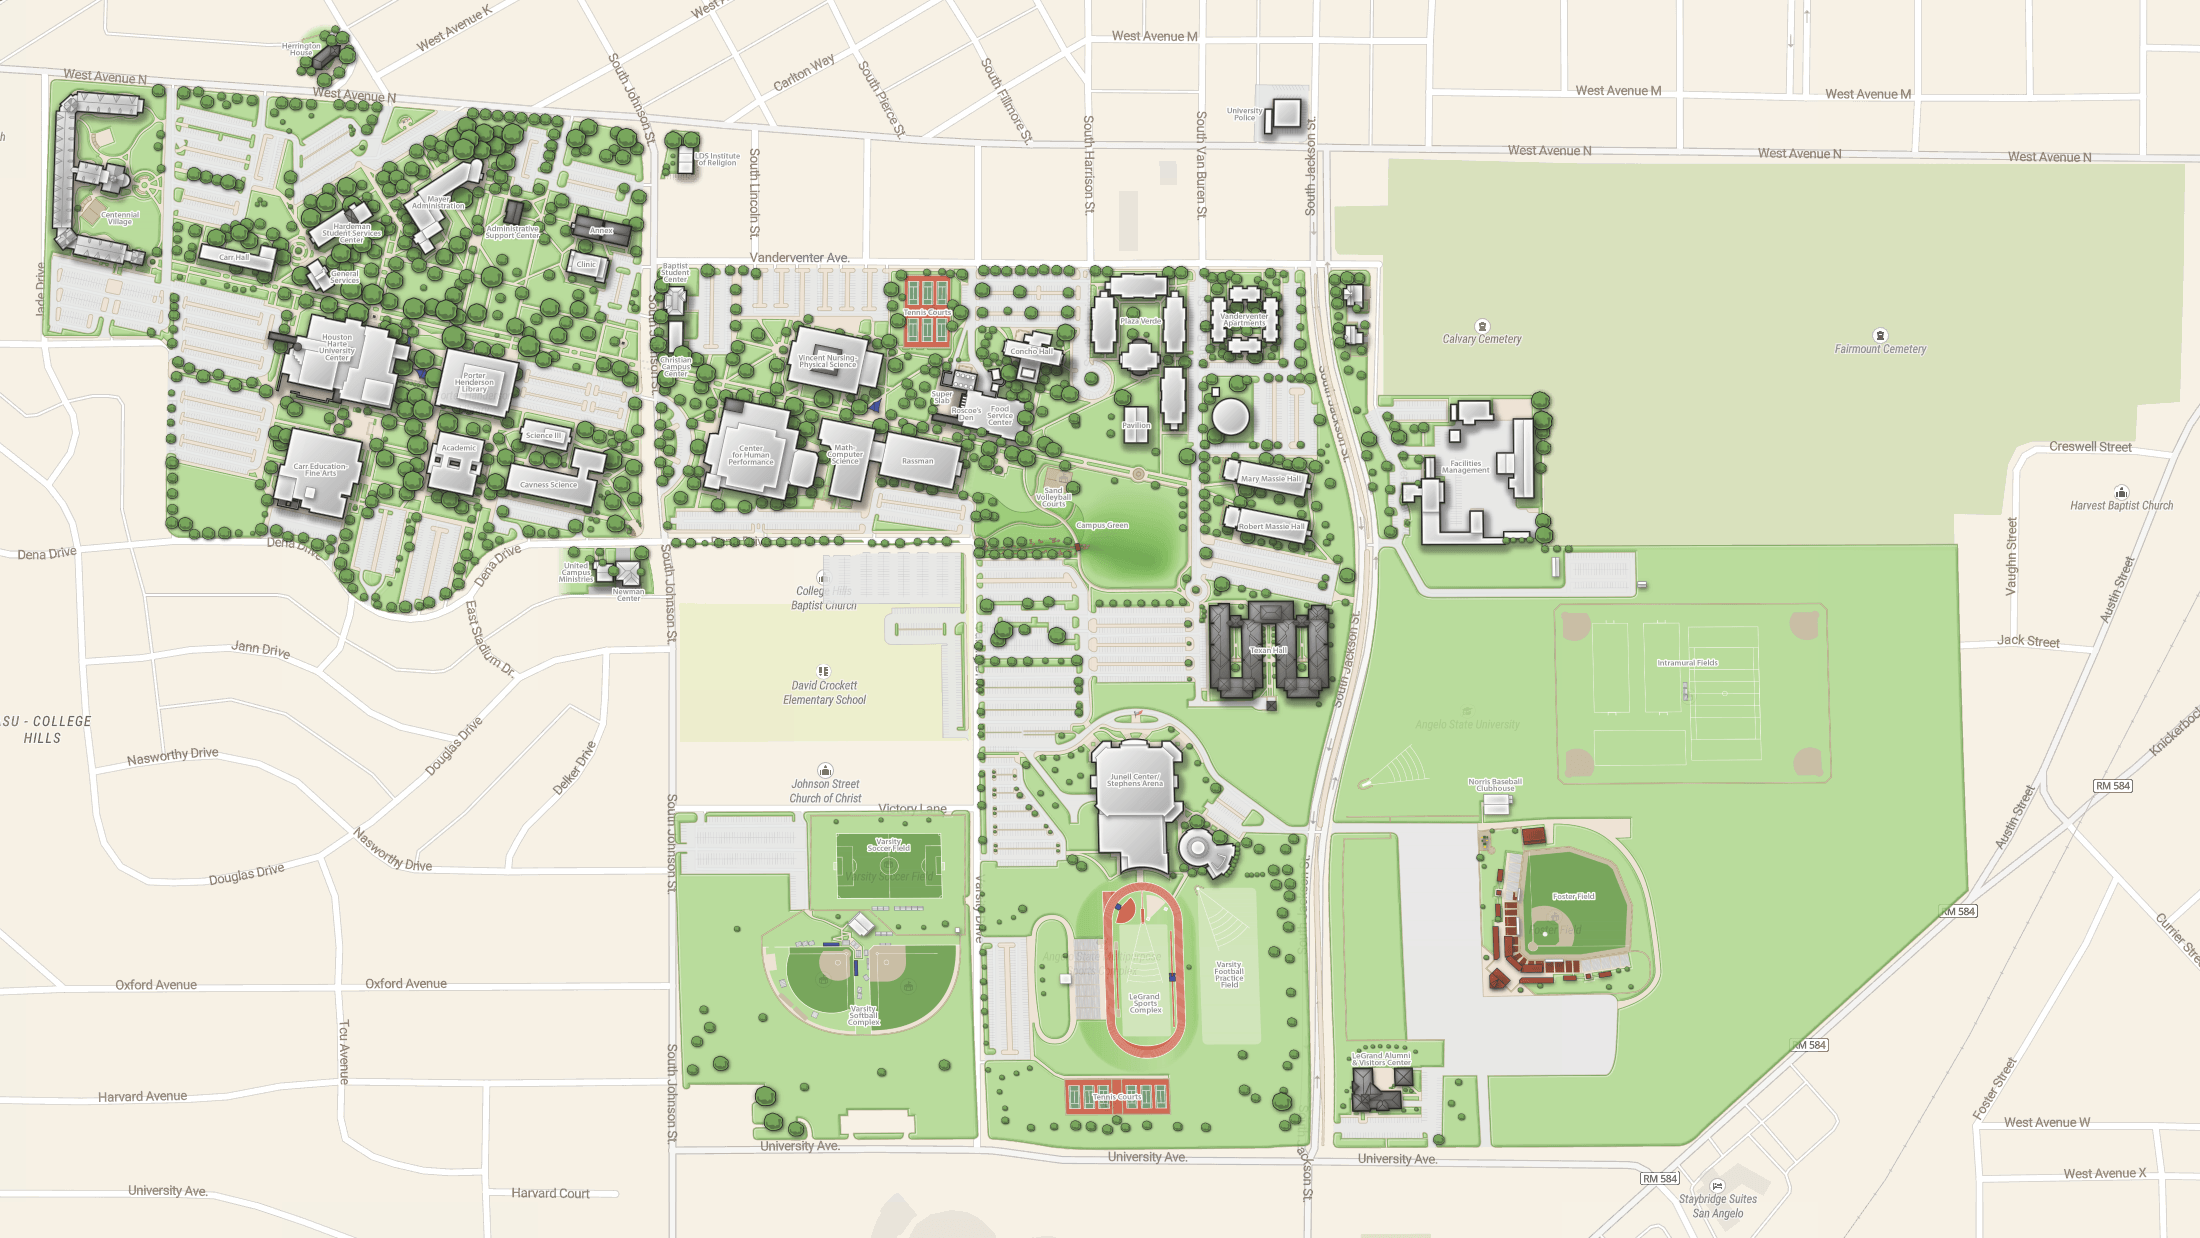 West Avenue K
West Avenue M
Herrington
House
West Avenue N
West Avenue N
Carlton Way
South Johnson St.
South Pierce St.
South Fillmore St.
South Harrison St.
South Van Buren St.
South Jackson St.
South Lincoln St.
University
Police
West Avenue M
West Avenue M
West Avenue N
West Avenue N
West Avenue N
LDS Institute
of Religion
Centennial
Village
Mayer
Administration
Hardeman
Student Services
Center
Administrative
Support Center
Annex
Carr Hall
General
Services
Clinic
Jade Drive
Vanderventer Ave.
Baptist
Student
Center
Tennis Courts
Plaza Verde
Vanderventer
Apartments
Calvary Cemetery
Fairmount Cemetery
Houston
Harte
University
Center
Porter
Henderson
Library
Christian
Campus
Center
Vincent Nursing-
Physical Science
Concho Hall
Super
Slab
Roscoe's
Den
Food
Service
Center
Pavilion
South Jackson St.
Science III
Academic
Carr Education-
Fine Arts
Cavness Science
Center
for Human
Performance
Math-
Computer
Science
Rassman
Sand
Volleyball
Courts
Campus Green
Mary Massie Hall
Robert Massie Hall
Facilities
Management
Creswell Street
Harvest Baptist Church
Vaughn Street
Austin Street
Dena Drive
Dena Drive
Dena Drive
United
Campus
Ministries
Newman
Center
South Johnson St.
College Hills
Baptist Church
East Stadium Dr.
Jann Drive
David Crockett
Elementary School
Texan Hall
South Jackson St.
Intramural Fields
Jack Street
Angelo State University
ASU - COLLEGE
HILLS
Nasworthy Drive
Douglas Drive
Delker Drive
Johnson Street
Church of Christ
Victory Lane
Junell Center/
Stephens Arena
Norris Baseball
Clubhouse
RM 584
Austin Street
Nasworthy Drive
Douglas Drive
South Johnson St.
Varsity
Soccer Field
Varsity Soccer Field
Varsity Drive
Foster Field
Foster Field
RM 584
Varsity
Football
Practice
Field
LeGrand
Sports
Complex
Varsity
Softball
Complex
Oxford Avenue
Oxford Avenue
Tcu Avenue
South Johnson St.
LeGrand Alumni
& Visitors Center
RM 584
Foster Street
Harvard Avenue
Tennis Courts
University Ave.
University Ave.
University Ave.
West Avenue W
West Avenue X
RM 584
Staybridge Suites
San Angelo
University Ave.
Harvard Court